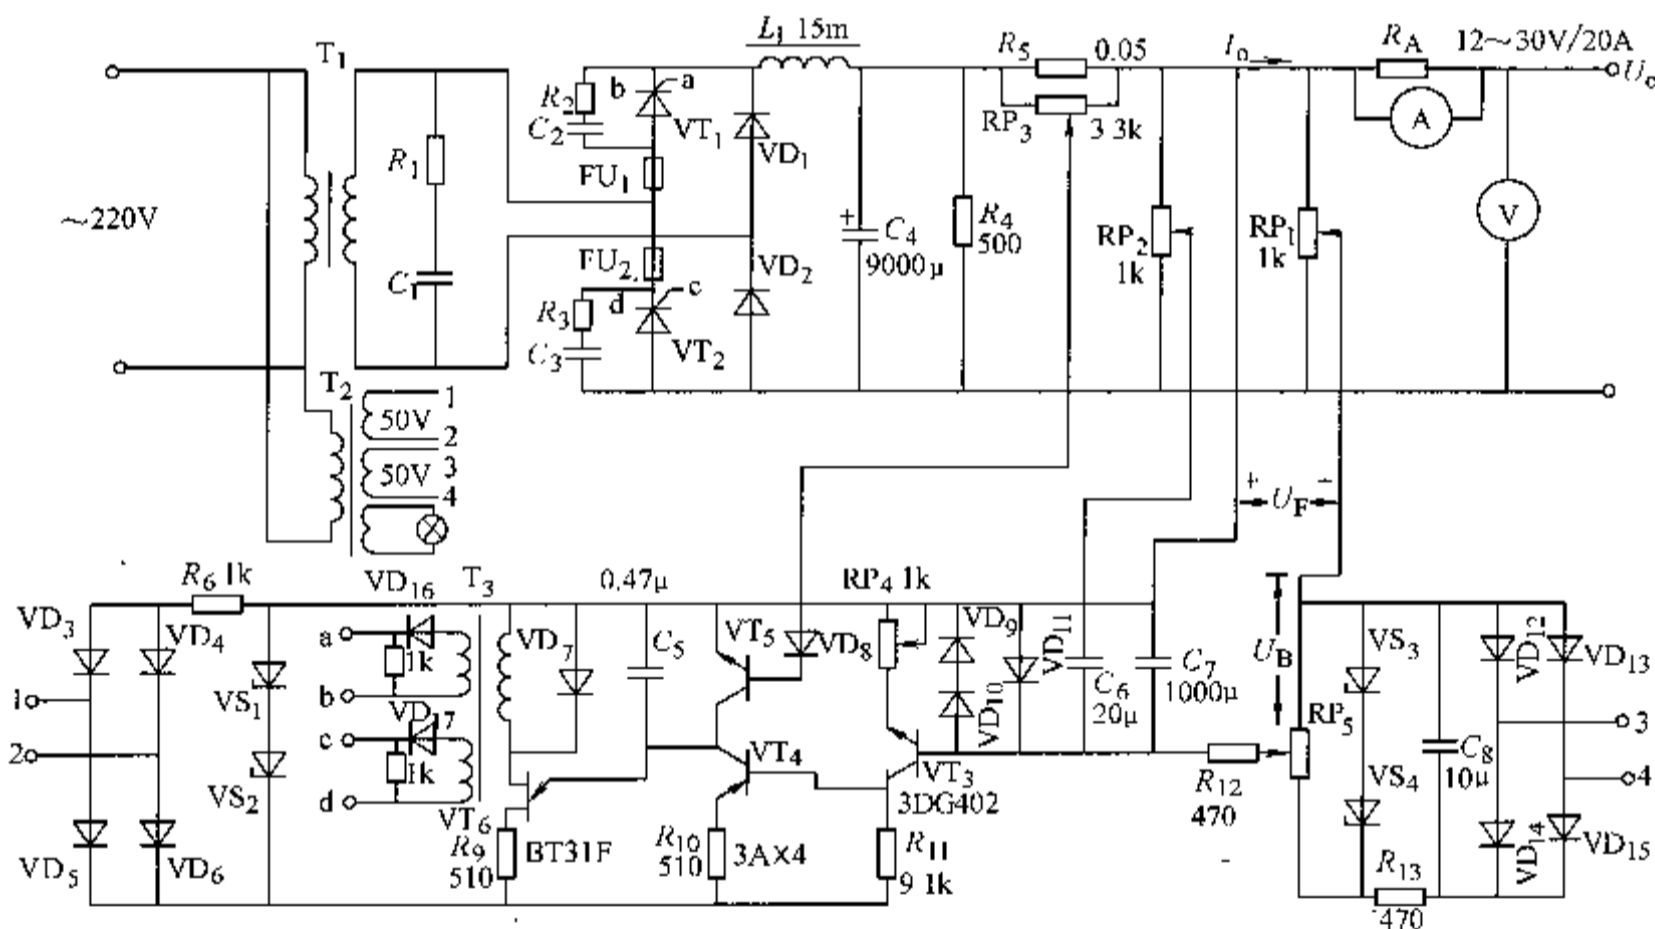 T1
L1 15m
R5 0.05
Io
RA
12～30V/20A
Uo
b
a
R2
C2
VT1
VD1
RP3
3 3k
A
R1
FU1
～220V
+
C4
9000μ
R4
500
RP2
1k
RP1
1k
V
FU2
VD2
C1
d
c
R3
C3
VT2
T2
1
50V
2
50V
3
4
+
UF
−
R6 1k
VD16
T3
0.47μ
RP4 1k
VD3
VD4
a
1k
b
VD7
C5
VT5
VD8
VD9
VD11
VD10
C6
20μ
C7
1000μ
UB
VS3
VD12
VD13
1
VS1
VD17
c
1k
d
RP5
3
2
VS2
VT4
VT3
3DG402
R12
470
VS4
C8
10μ
4
VD5
VD6
VT6
R9
510
BT31F
R10
510
3AX4
R11
9 1k
VD14
VD15
R13
470